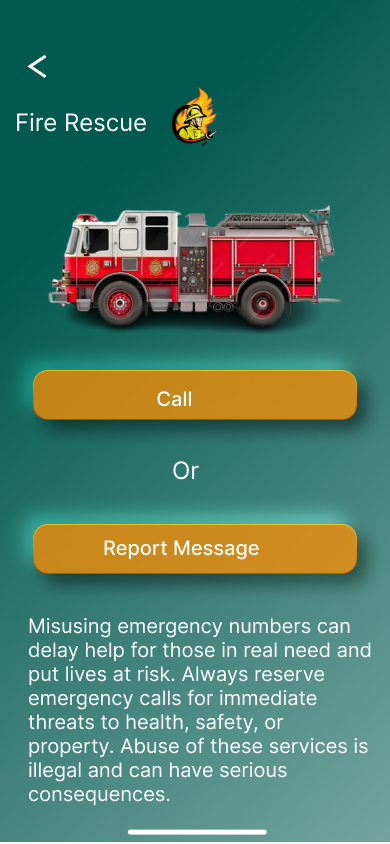 Fire Rescue
Call
Or
Report Message
Misusing emergency numbers can
delay help for those in real need and
put lives at risk. Always reserve
emergency calls for immediate
threats to health, safety, or
property. Abuse of these services is
illegal and can have serious
consequences.